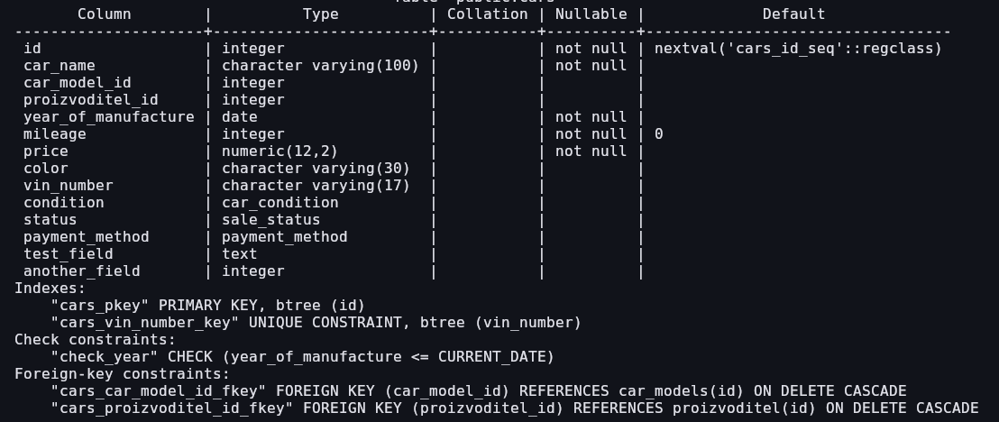 Column | Type | Collation | Nullable | Default
---------------------+------------------------+-----------+----------+----------------------------------
id | integer | | not null | nextval('cars_id_seq'::regclass)
car_name | character varying(100) | | not null |
car_model_id | integer | | |
proizvoditel_id | integer | | |
year_of_manufacture | date | | not null |
mileage | integer | | not null | 0
price | numeric(12,2) | | not null |
color | character varying(30) | | |
vin_number | character varying(17) | | |
condition | car_condition | | |
status | sale_status | | |
payment_method | payment_method | | |
test_field | text | | |
another_field | integer | | |
Indexes:
"cars_pkey" PRIMARY KEY, btree (id)
"cars_vin_number_key" UNIQUE CONSTRAINT, btree (vin_number)
Check constraints:
"check_year" CHECK (year_of_manufacture <= CURRENT_DATE)
Foreign-key constraints:
"cars_car_model_id_fkey" FOREIGN KEY (car_model_id) REFERENCES car_models(id) ON DELETE CASCADE
"cars_proizvoditel_id_fkey" FOREIGN KEY (proizvoditel_id) REFERENCES proizvoditel(id) ON DELETE CASCADE